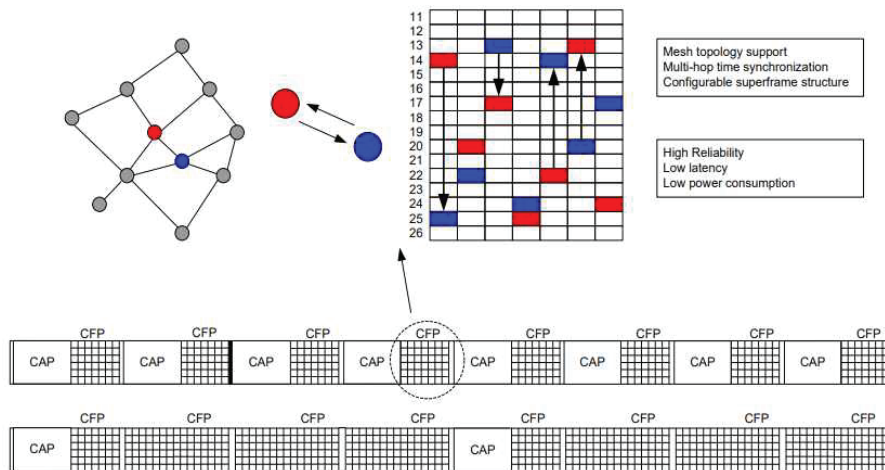 11
12
13
14
15
16
17
18
19
20
21
22
23
24
25
26
Mesh topology support
Multi-hop time synchronization
Configurable superframe structure
High Reliability
Low latency
Low power consumption
CFP CFP CFP CFP CFP CFP CFP CFP
CAP CAP CAP CAP CAP CAP CAP CAP
CFP CFP CFP CFP CFP CFP CFP CFP
CAP CAP